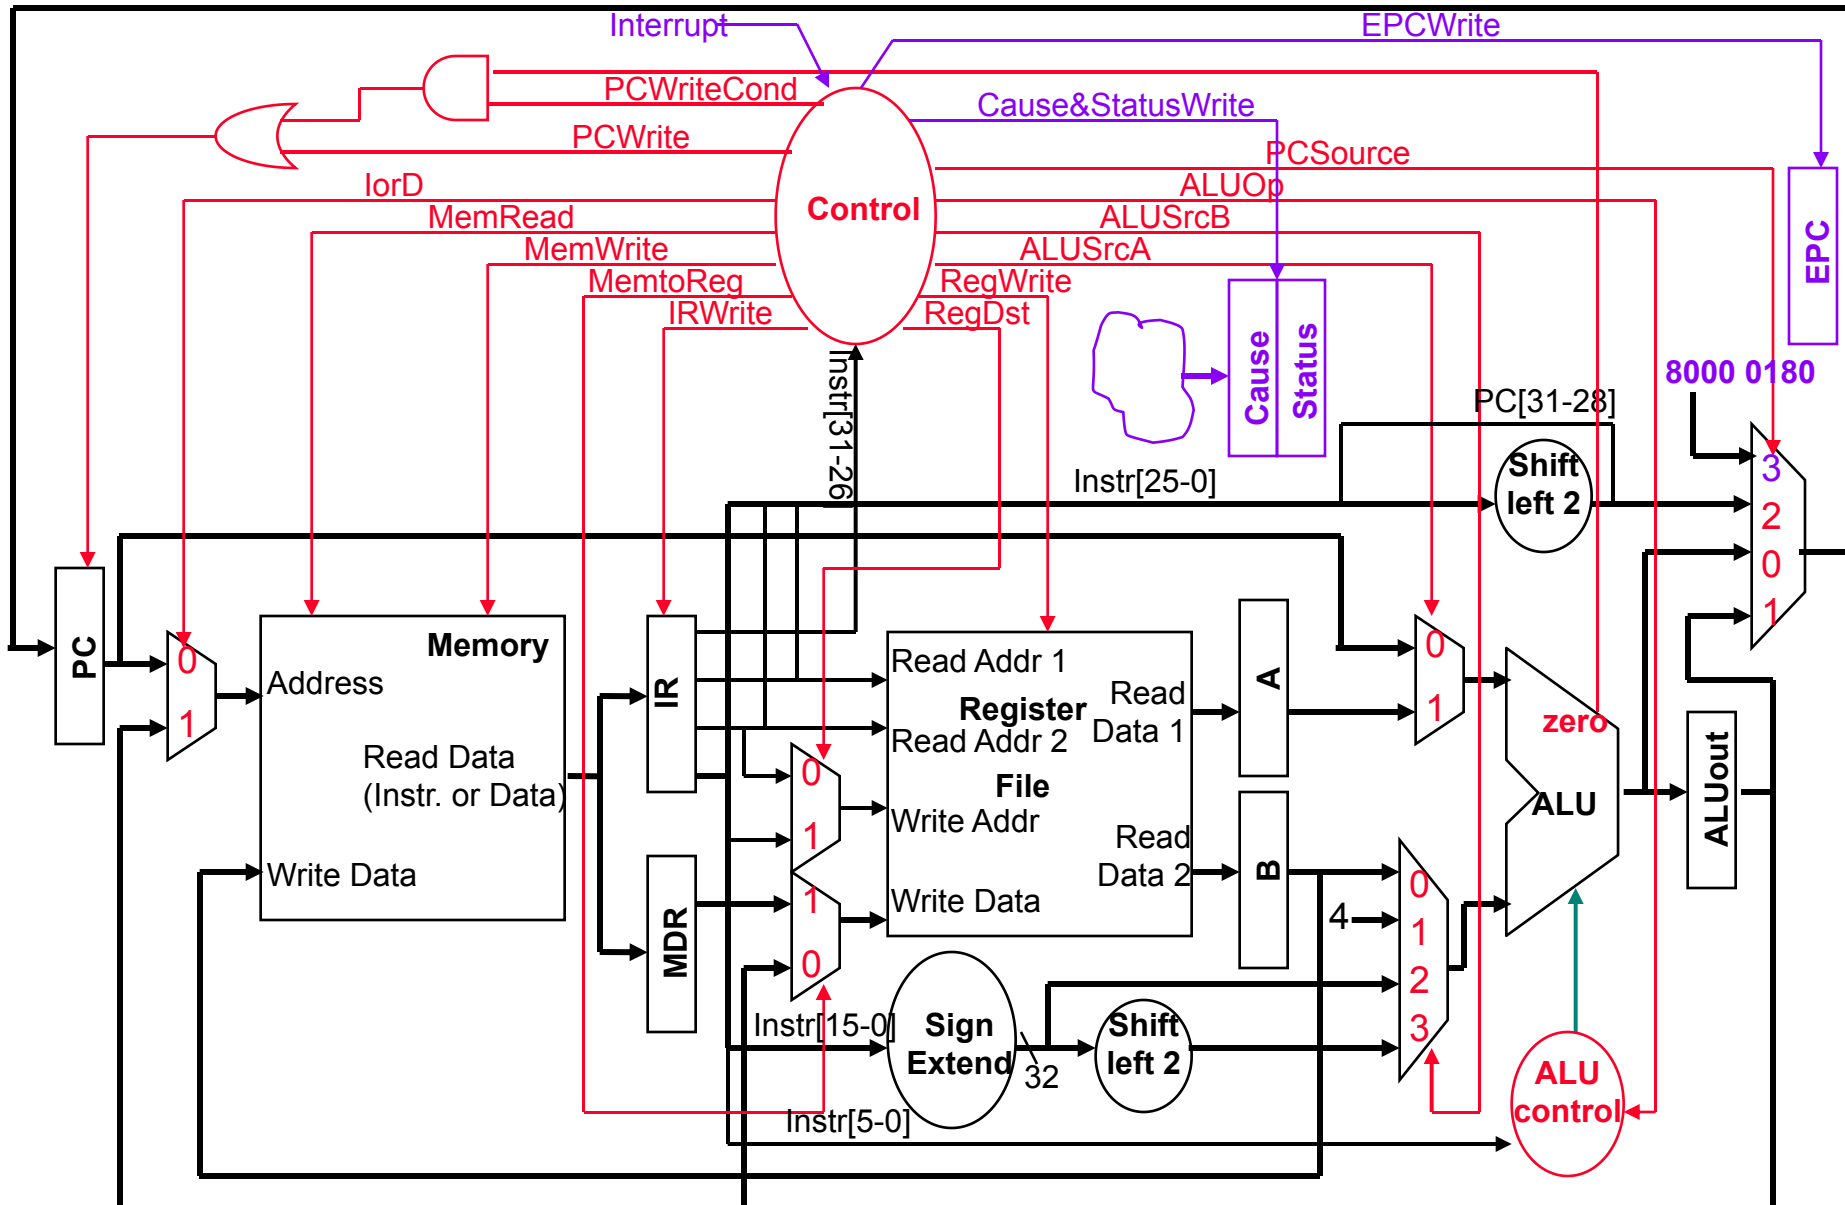 Interrupt
EPCWrite
PCWriteCond
Cause&StatusWrite
PCWrite
PCSource
IorD
ALUOp
MemRead
Control
ALUSrcB
MemWrite
ALUSrcA
MemtoReg
RegWrite
IRWrite
RegDst
EPC
Cause
Status
Instr[31-26]
8000 0180
PC[31-28]
Instr[25-0]
Shift
left 2
3
2
0
1
PC
0
1
Memory
Address
Read Data
(Instr. or Data)
Write Data
IR
MDR
Read Addr 1
Register
Read Addr 2
File
Write Addr
Write Data
Read
Data 1
Read
Data 2
0
1
1
0
A
B
0
1
zero
ALU
ALUout
4
0
1
2
3
Instr[15-0]
Sign
Extend
32
Shift
left 2
ALU
control
Instr[5-0]